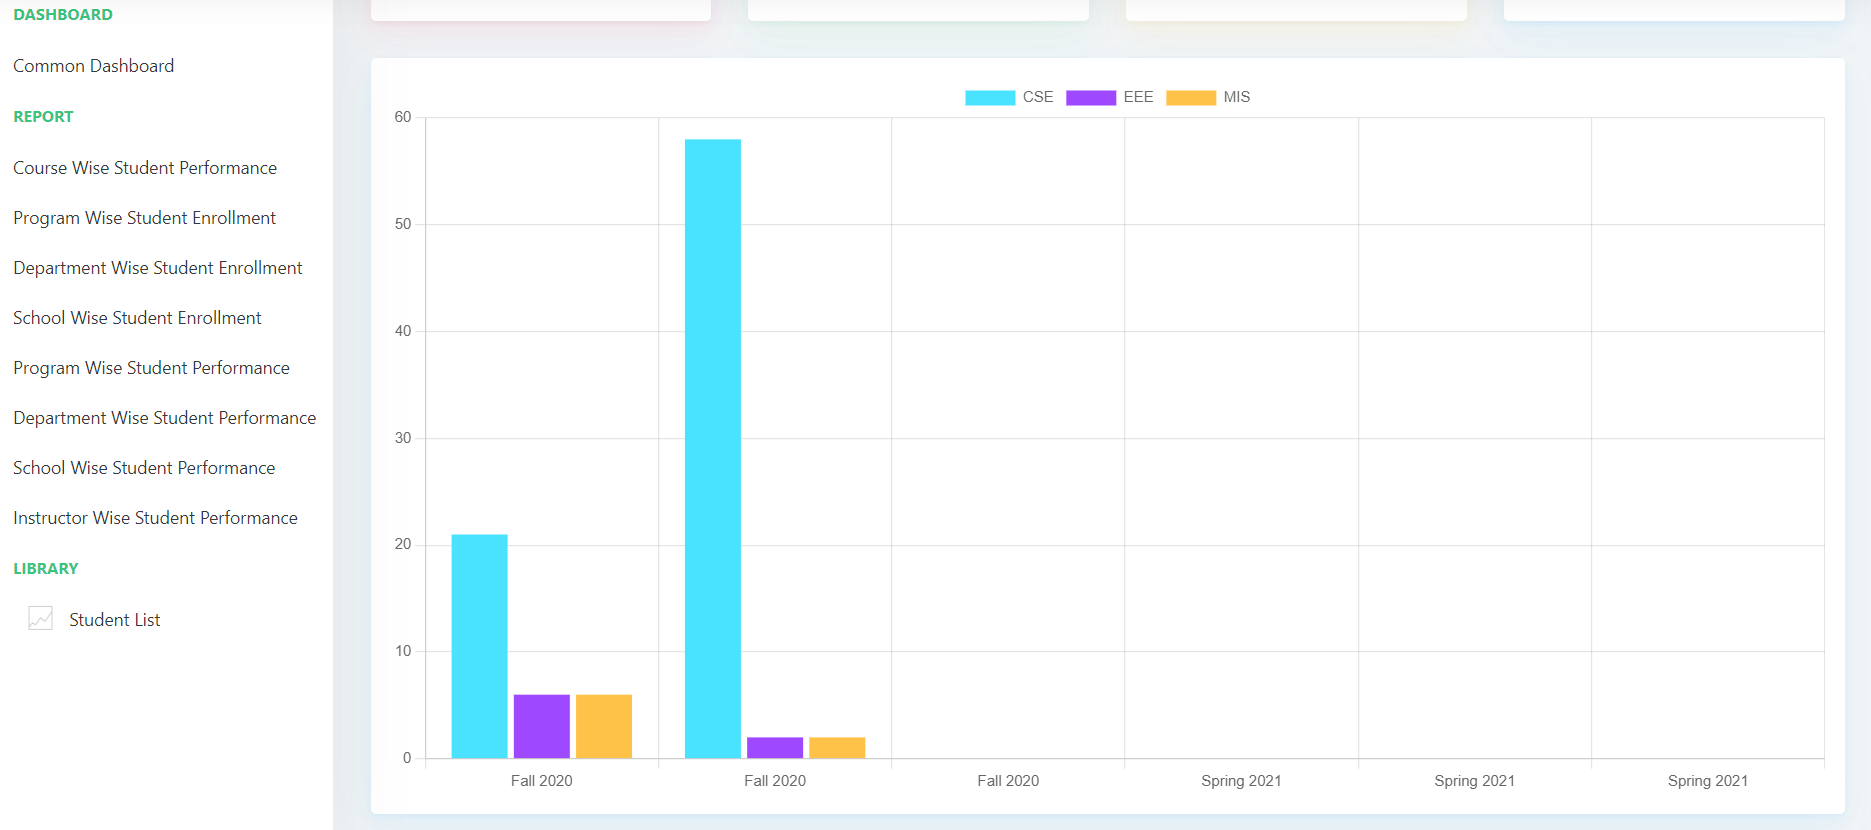 DASHBOARD
Common Dashboard
REPORT
Course Wise Student Performance
Program Wise Student Enrollment
Department Wise Student Enrollment
School Wise Student Enrollment
Program Wise Student Performance
Department Wise Student Performance
School Wise Student Performance
Instructor Wise Student Performance
LIBRARY
Student List
CSE EEE MIS
60
50
40
30
20
10
0
Fall 2020 Fall 2020 Fall 2020 Spring 2021 Spring 2021 Spring 2021